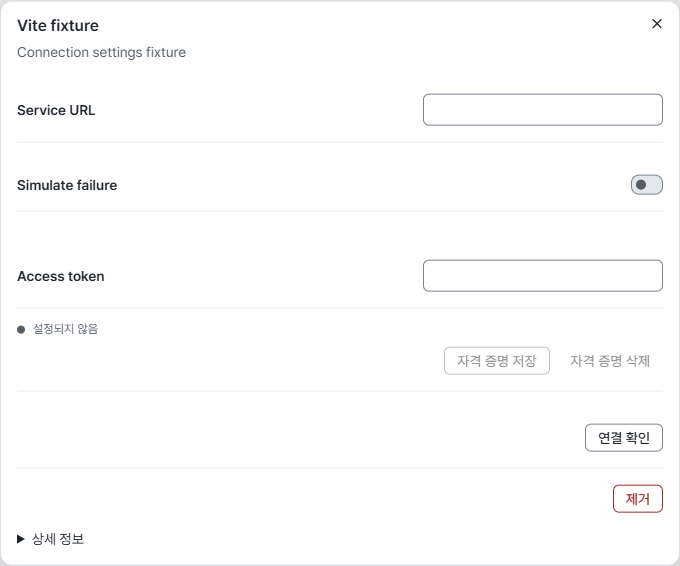 Vite fixture
Connection settings fixture
Service URL
Simulate failure
Access token
설정되지 않음
자격 증명 저장 자격 증명 삭제
연결 확인
제거
상세 정보